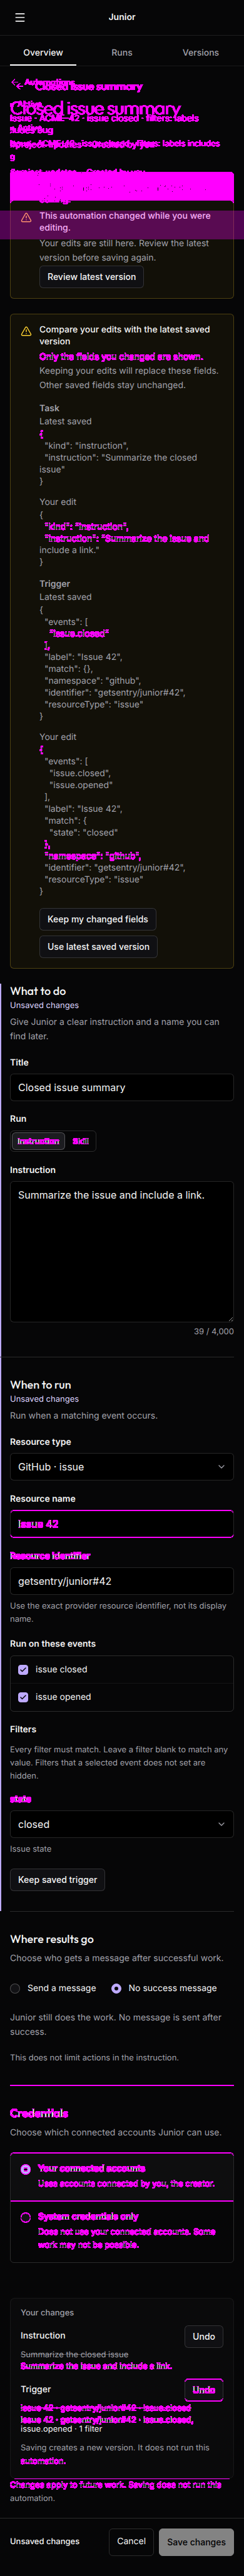 Junior
Overview
Runs
Versions
Automations
Closed issue summary
Closed issue summary
Active
This automation changed while you were editing.
Your edits are still here. Review the latest version before saving again.
Review latest version
Compare your edits with the latest saved version
Only the fields you changed are shown.
Keeping your edits will replace these fields. Other saved fields stay unchanged.
Task
Latest saved
{
"kind": "instruction",
"instruction": "Summarize the closed issue"
}
Your edit
{
"kind": "instruction",
"instruction": "Summarize the issue and include a link."
}
Trigger
Latest saved
{
"events": [
"issue.closed"
],
"label": "Issue 42",
"match": {},
"namespace": "github",
"identifier": "getsentry/junior#42",
"resourceType": "issue"
}
Your edit
{
"events": [
"issue.closed",
"issue.opened"
],
"label": "Issue 42",
"match": {
"state": "closed"
},
"namespace": "github",
"identifier": "getsentry/junior#42",
"resourceType": "issue"
}
Keep my changed fields
Use latest saved version
What to do
Unsaved changes
Give Junior a clear instruction and a name you can find later.
Title
Closed issue summary
Run
Instruction
Skill
Instruction
Summarize the issue and include a link.
39 / 4,000
When to run
Unsaved changes
Run when a matching event occurs.
Resource type
GitHub · issue
Resource name
Issue 42
Resource identifier
getsentry/junior#42
Use the exact provider resource identifier, not its display name.
Run on these events
issue closed
issue opened
Filters
Every filter must match. Leave a filter blank to match any value. Filters that a selected event does not set are hidden.
state
closed
Issue state
Keep saved trigger
Where results go
Choose who gets a message after successful work.
Send a message
No success message
Junior still does the work. No message is sent after success.
This does not limit actions in the instruction.
Credentials
Choose which connected accounts Junior can use.
Your connected accounts
Uses accounts connected by you, the creator.
System credentials only
Does not use your connected accounts. Some work may not be possible.
Your changes
Instruction
Undo
Summarize the closed issue
Summarize the issue and include a link.
Trigger
Undo
Issue 42 · getsentry/junior#42 · issue.closed
Issue 42 · getsentry/junior#42 · issue.closed, issue.opened · 1 filter
Saving creates a new version. It does not run this automation.
Changes apply to future work. Saving does not run this automation.
Unsaved changes
Cancel
Save changes